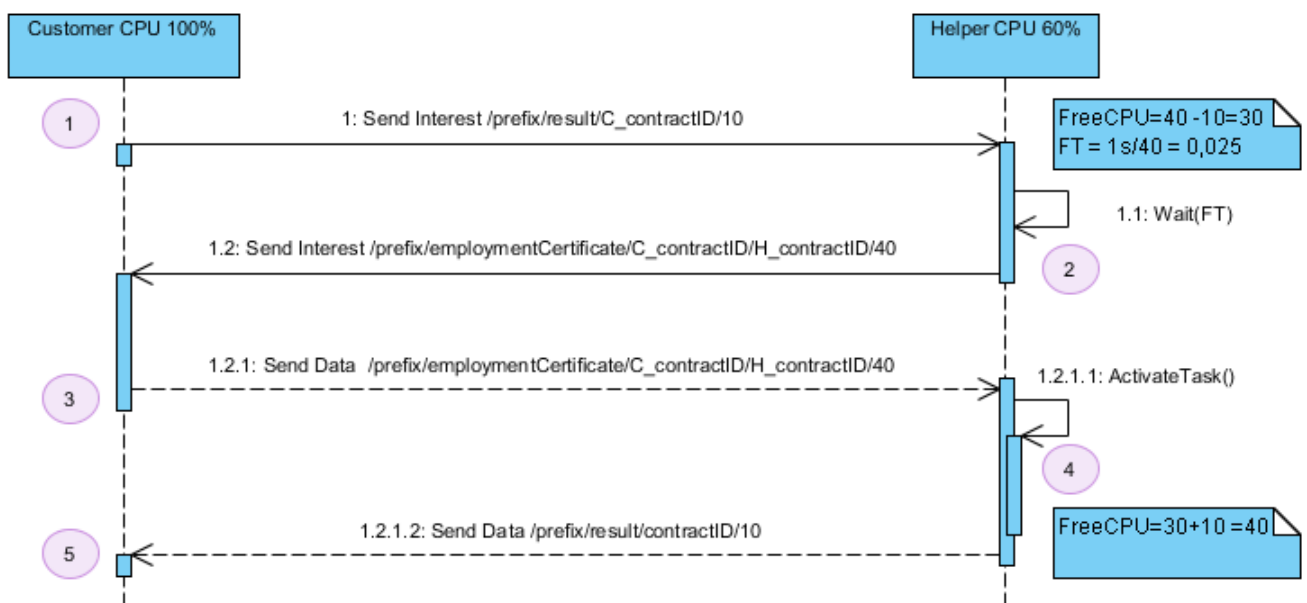 Customer CPU 100%
Helper CPU 60%
1
1: Send Interest /prefix/result/C_contractID/10
FreeCPU=40 -10=30
FT = 1s/40 = 0,025
1.1: Wait(FT)
1.2: Send Interest /prefix/employmentCertificate/C_contractID/H_contractID/40
2
1.2.1: Send Data /prefix/employmentCertificate/C_contractID/H_contractID/40
1.2.1.1: ActivateTask()
3
4
1.2.1.2: Send Data /prefix/result/contractID/10
FreeCPU=30+10 =40
5